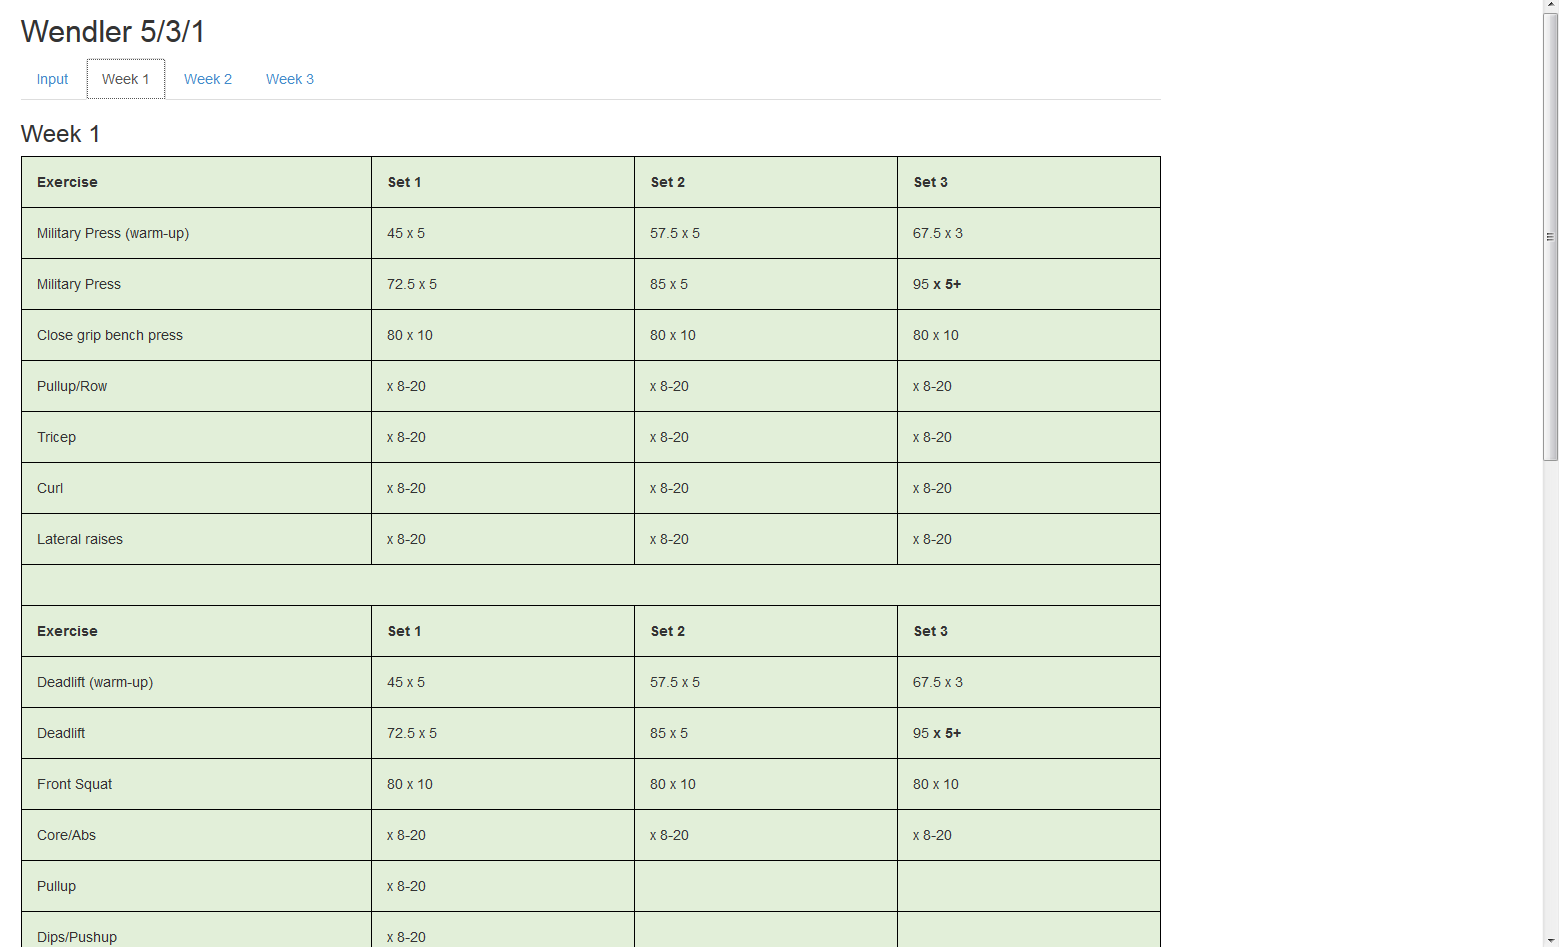 Wendler 5/3/1
Input Week 1 Week 2 Week 3
Week 1
Exercise Set 1 Set 2 Set 3
Military Press (warm-up) 45 x 5 57.5 x 5 67.5 x 3
Military Press 72.5 x 5 85 x 5 95 x 5+
Close grip bench press 80 x 10 80 x 10 80 x 10
Pullup/Row x 8-20 x 8-20 x 8-20
Tricep x 8-20 x 8-20 x 8-20
Curl x 8-20 x 8-20 x 8-20
Lateral raises x 8-20 x 8-20 x 8-20
Exercise Set 1 Set 2 Set 3
Deadlift (warm-up) 45 x 5 57.5 x 5 67.5 x 3
Deadlift 72.5 x 5 85 x 5 95 x 5+
Front Squat 80 x 10 80 x 10 80 x 10
Core/Abs x 8-20 x 8-20 x 8-20
Pullup x 8-20
Dips/Pushup x 8-20